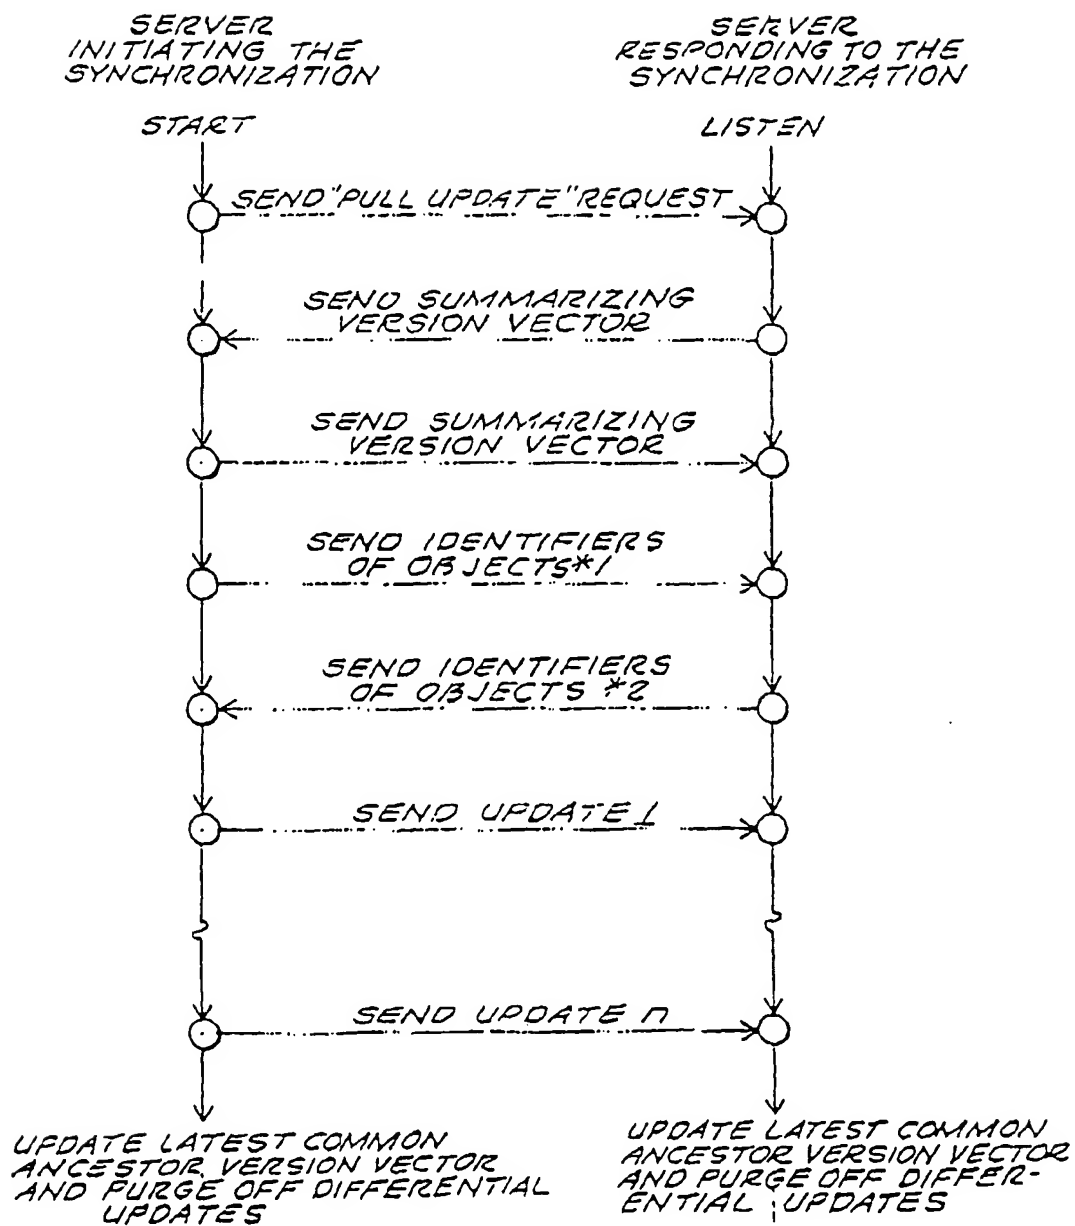 SERVER
INITIATING THE
SYNCHRONIZATION
SERVER
RESPONDING TO THE
SYNCHRONIZATION
START
LISTEN
SEND "PULL UPDATE" REQUEST
SEND SUMMARIZING
VERSION VECTOR
SEND SUMMARIZING
VERSION VECTOR
SEND IDENTIFIERS
OF OBJECTS*1
SEND IDENTIFIERS
OF OBJECTS *2
SEND UPDATE 1
SEND UPDATE n
UPDATE LATEST COMMON
ANCESTOR VERSION VECTOR
AND PURGE OFF DIFFERENTIAL
UPDATES
UPDATE LATEST COMMON
ANCESTOR VERSION VECTOR
AND PURGE OFF DIFFER-
ENTIAL UPDATES